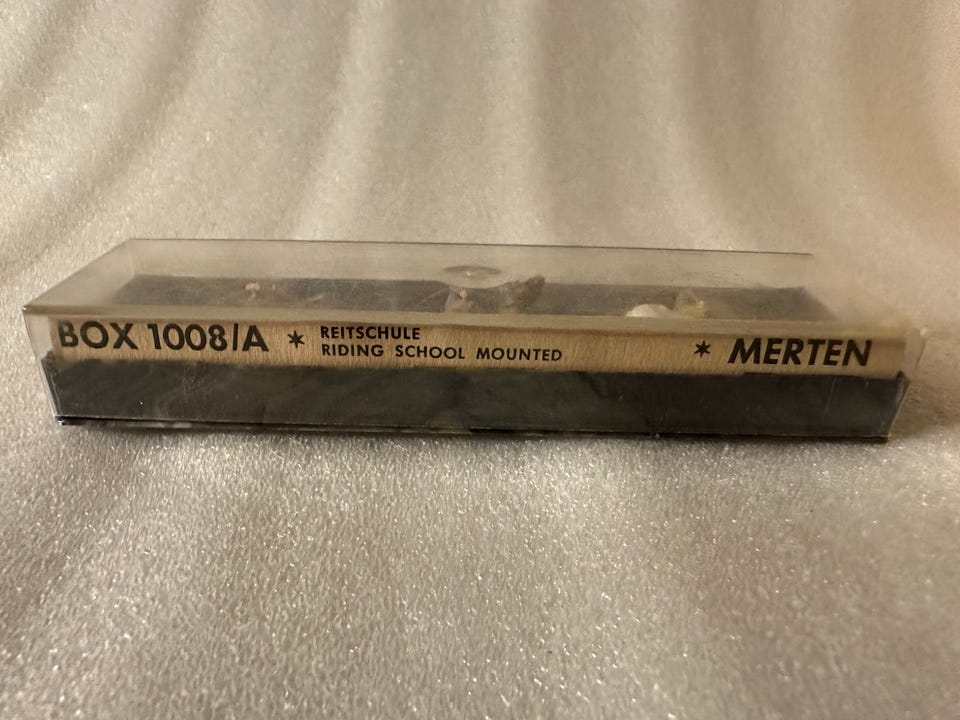 BOX 1008/A * REITSCHULE * MERTEN
RIDING SCHOOL MOUNTED